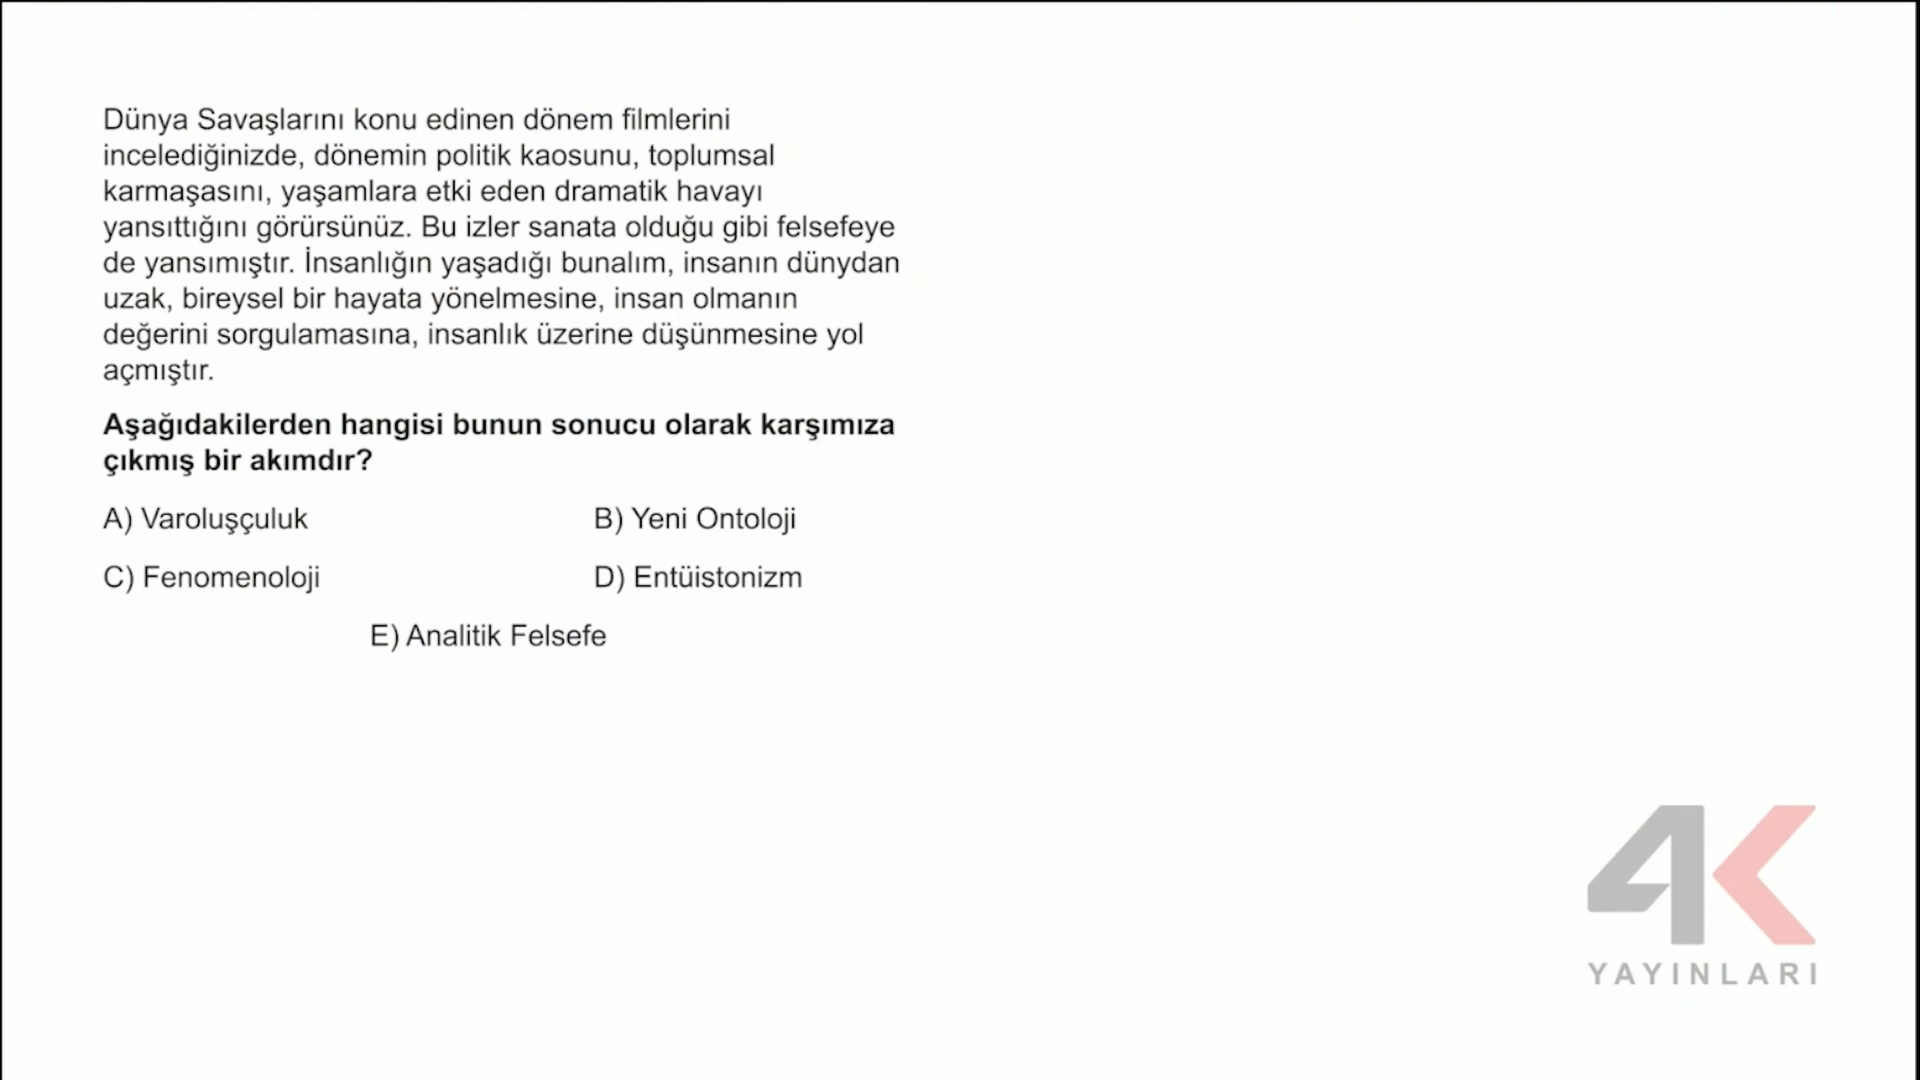 Dünya Savaşlarını konu edinen dönem filmlerini
incelediğinizde, dönemin politik kaosunu, toplumsal
karmaşasını, yaşamlara etki eden dramatik havayı
yansıttığını görürsünüz. Bu izler sanata olduğu gibi felsefeye
de yansımıştır. İnsanlığın yaşadığı bunalım, insanın dünydan
uzak, bireysel bir hayata yönelmesine, insan olmanın
değerini sorgulamasına, insanlık üzerine düşünmesine yol
açmıştır.
Aşağıdakilerden hangisi bunun sonucu olarak karşımıza
çıkmış bir akımdır?
A) Varoluşçuluk
B) Yeni Ontoloji
C) Fenomenoloji
D) Entüistonizm
E) Analitik Felsefe
4K
YAYINLARI